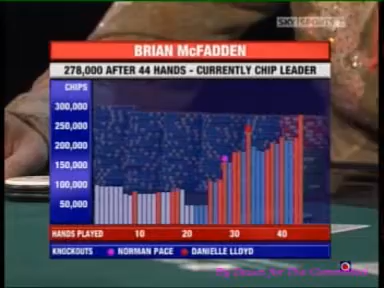 SKY SPORTS
BRIAN McFADDEN
278,000 AFTER 44 HANDS - CURRENTLY CHIP LEADER
CHIPS
300,000
250,000
200,000
150,000
100,000
50,000
HANDS PLAYED 10 20 30 40
KNOCKOUTS NORMAN PACE DANIELLE LLOYD